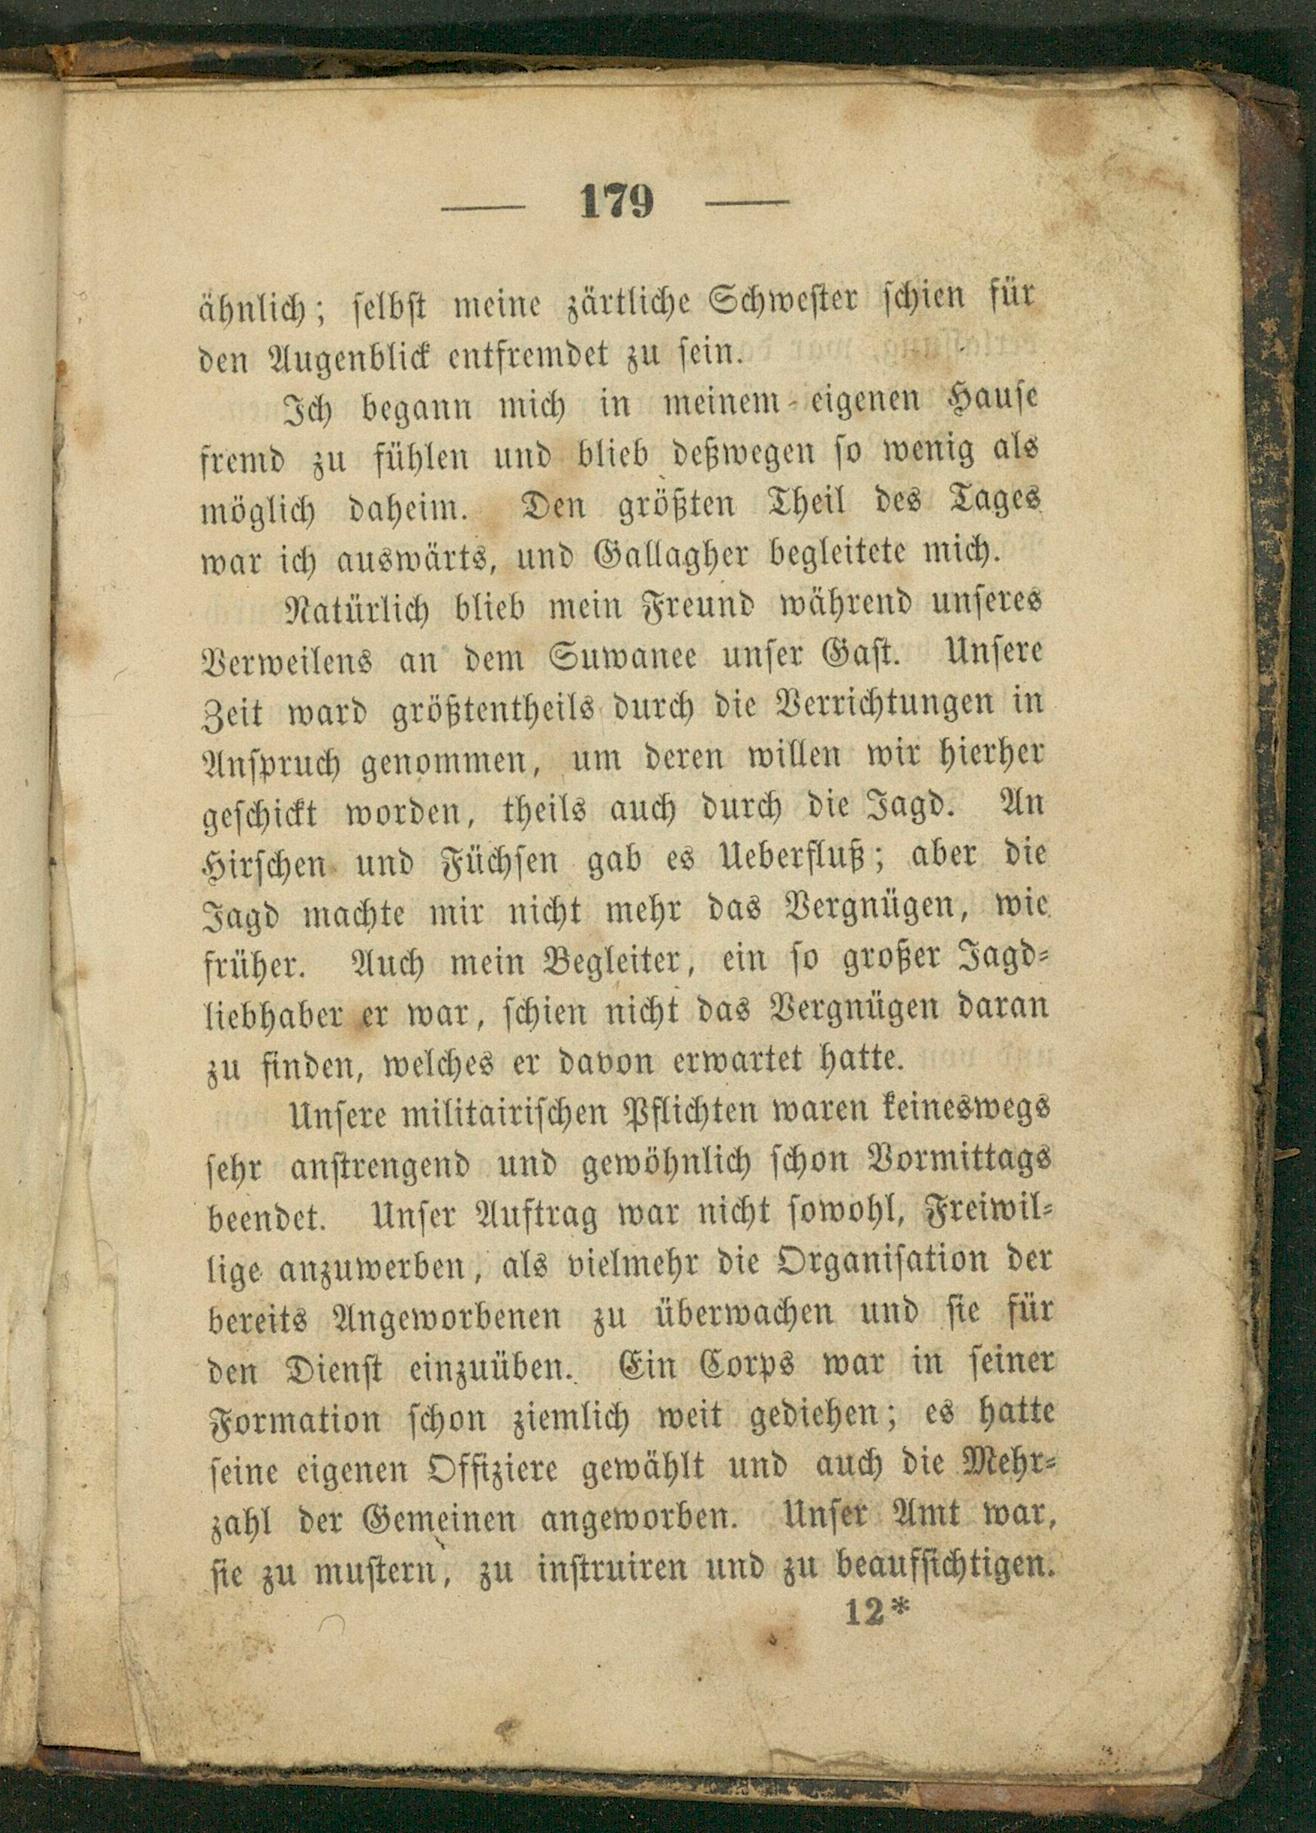 — 179 —
ähnlich; selbst meine zärtliche Schwester schien für
den Augenblick entfremdet zu sein.
Ich begann mich in meinem eigenen Hause
fremd zu fühlen und blieb deßwegen so wenig als
möglich daheim. Den größten Theil des Tages
war ich auswärts, und Gallagher begleitete mich.
Natürlich blieb mein Freund während unseres
Verweilens an dem Suwanee unser Gast. Unsere
Zeit ward größtentheils durch die Verrichtungen in
Anspruch genommen, um deren willen wir hierher
geschickt worden, theils auch durch die Jagd. An
Hirschen und Füchsen gab es Ueberfluß; aber die
Jagd machte mir nicht mehr das Vergnügen, wie
früher. Auch mein Begleiter, ein so großer Jagd-
liebhaber er war, schien nicht das Vergnügen daran
zu finden, welches er davon erwartet hatte.
Unsere militairischen Pflichten waren keineswegs
sehr anstrengend und gewöhnlich schon Vormittags
beendet. Unser Auftrag war nicht sowohl, Freiwil-
lige anzuwerben, als vielmehr die Organisation der
bereits Angeworbenen zu überwachen und sie für
den Dienst einzuüben. Ein Corps war in seiner
Formation schon ziemlich weit gediehen; es hatte
seine eigenen Offiziere gewählt und auch die Mehr-
zahl der Gemeinen angeworben. Unser Amt war,
sie zu mustern, zu instruiren und zu beaufsichtigen.
12*